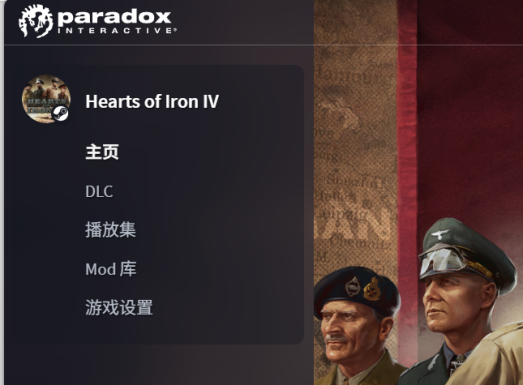 paradox
INTERACTIVE
Hearts of Iron IV
主页
DLC
播放集
Mod 库
游戏设置